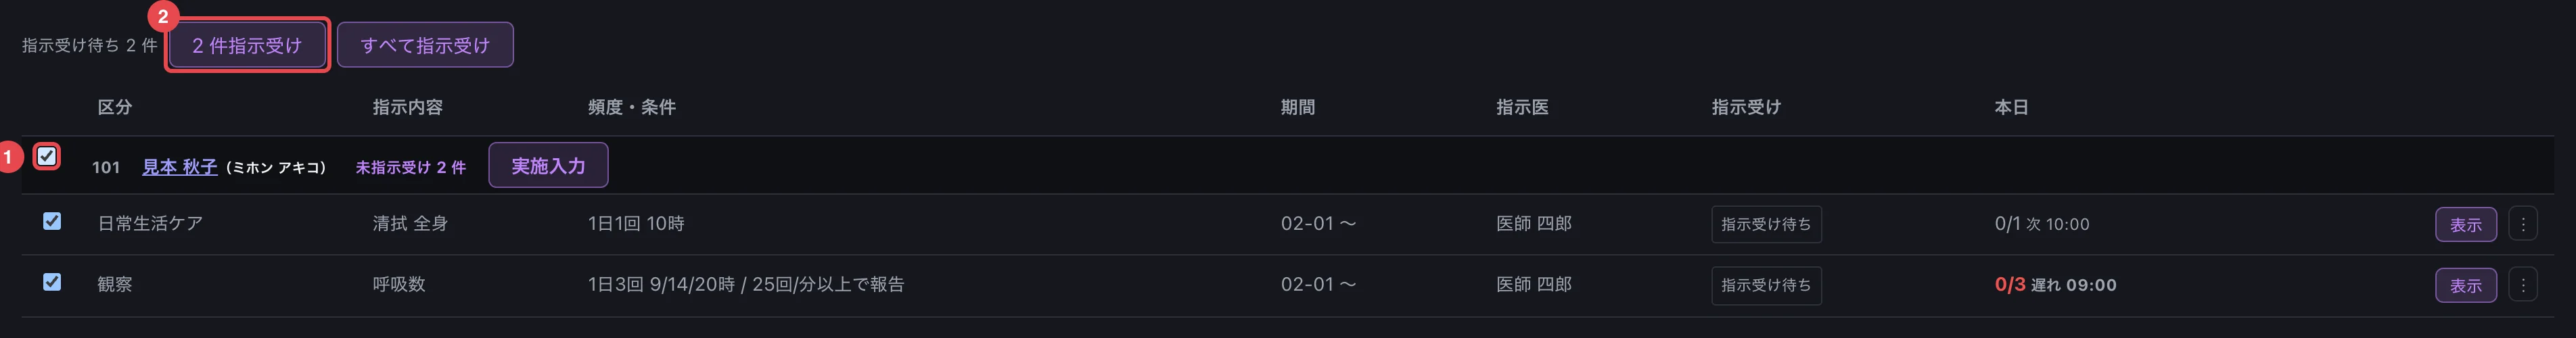 2
指示受け待ち 2 件 2 件指示受け すべて指示受け
区分 指示内容 頻度・条件 期間 指示医 指示受け 本日
1 101 見本 秋子 (ミホン アキコ) 未指示受け 2 件 実施入力
日常生活ケア 清拭 全身 1日1回 10時 02-01 〜 医師 四郎 指示受け待ち 0/1 次 10:00 表示 ⋮
観察 呼吸数 1日3回 9/14/20時 / 25回/分以上で報告 02-01 〜 医師 四郎 指示受け待ち 0/3 遅れ 09:00 表示 ⋮